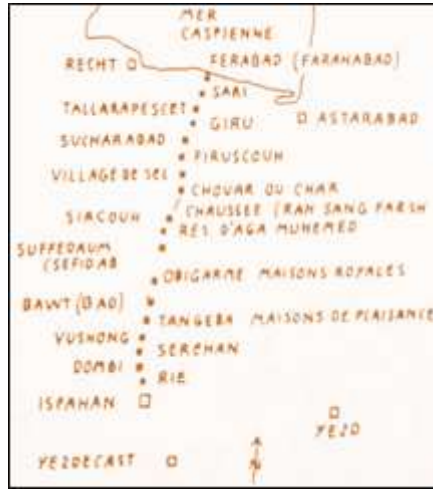 MER
CASPIENNE
FERABAD (FARAHABAD)
RECHT
SARI
TALLARAPESCET
GIRU
ASTARABAD
SUCHARABAD
PIRUSCOUH
VILLAGE DE SEL
CHOUAR OU CHAR
CHAUSSEE (RAH SANG FARSH
SIRCOUH
RES D'AGA MUHEMED
SUFFEDAUM
(SEFIDAB
OBIGARME MAISONS ROYALES
BAWT (BAD)
TANGEBA MAISONS DE PLAISANCE
VUSHONG
SERCHAN
DOMBI
RIE
ISPAHAN
YEZD
YEZDECAST
N